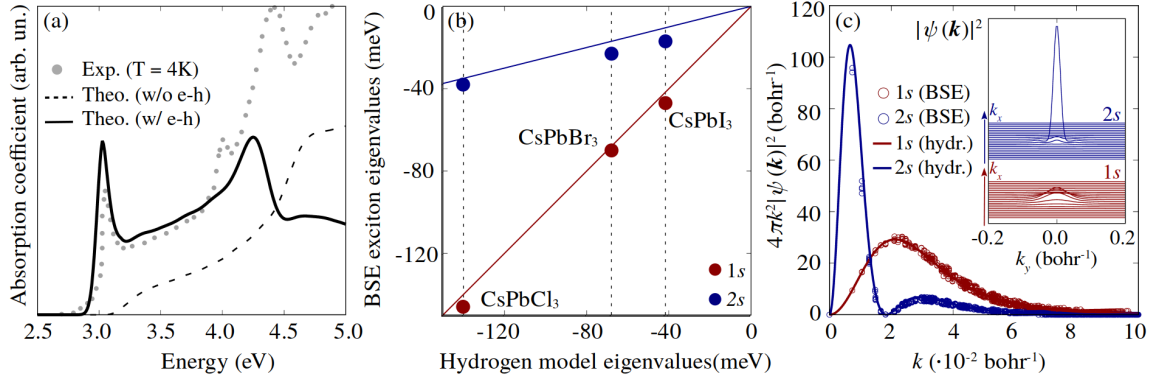 (a)
Exp. (T = 4K)
Theo. (w/o e-h)
Theo. (w/ e-h)
Absorption coefficient (arb. un.)
2.5 3.0 3.5 4.0 4.5 5.0
Energy (eV)
(b)
0
-40
-80
-120
BSE exciton eigenvalues (meV)
CsPbI3
CsPbBr3
CsPbCl3
1s
2s
-120 -80 -40 0
Hydrogen model eigenvalues(meV)
(c)
120
100
80
60
40
20
0
4πk²|ψ(k)|² (bohr⁻¹)
1s (BSE)
2s (BSE)
1s (hydr.)
2s (hydr.)
|ψ(k)|²
kx 2s
kx 1s
-0.2 0.0 0.2
ky (bohr⁻¹)
0 2 4 6 8 10
k (·10⁻² bohr⁻¹)